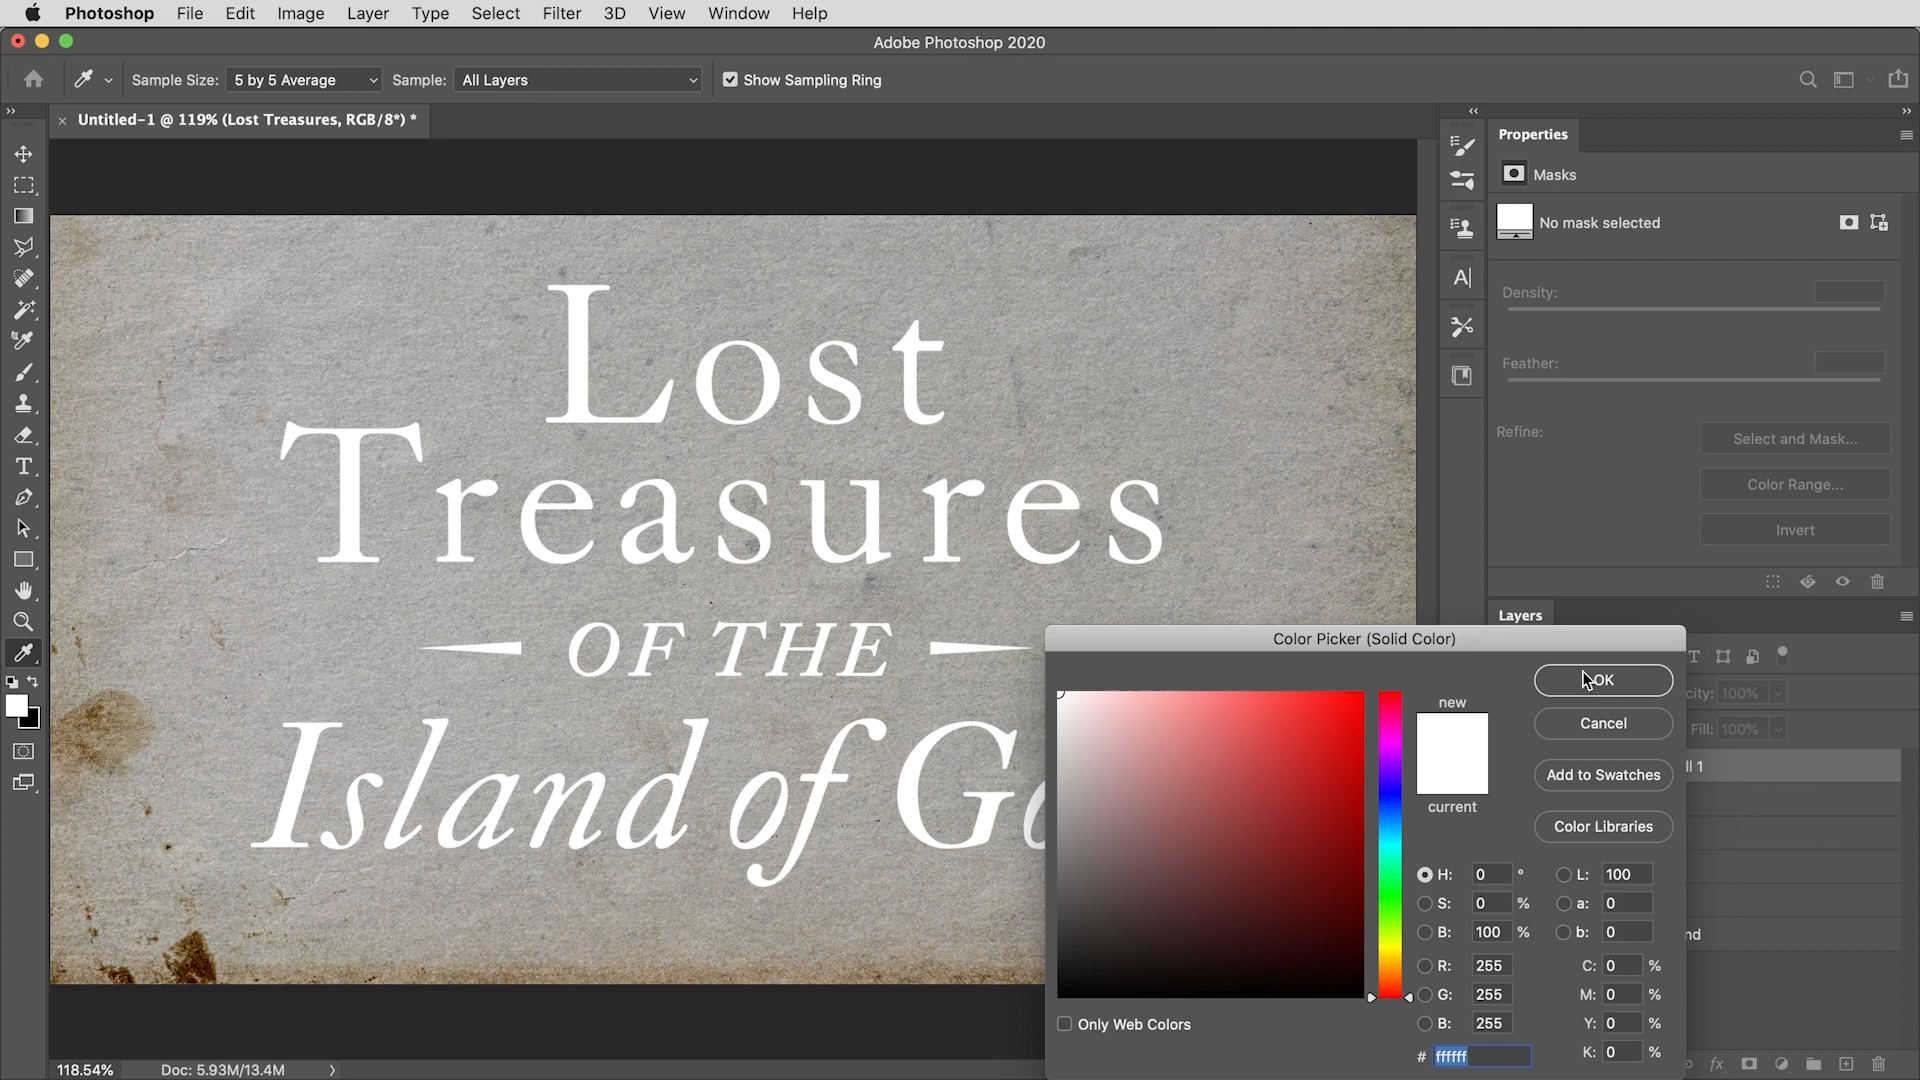 Photoshop File Edit Image Layer Type Select Filter 3D View Window Help
Adobe Photoshop 2020
Sample Size: 5 by 5 Average Sample: All Layers Show Sampling Ring
Untitled-1 @ 119% (Lost Treasures, RGB/8*) *
Properties
Masks
No mask selected
Density:
Feather:
Refine:
Select and Mask...
Color Range...
Invert
Lost
Treasures
OF THE
Island of G
Layers
Color Picker (Solid Color)
OK
Cancel
Add to Swatches
Color Libraries
new
current
H: 0 °
S: 0 %
B: 100 %
R: 255
G: 255
B: 255
# ffffff
L: 100
a: 0
b: 0
C: 0 %
M: 0 %
Y: 0 %
K: 0 %
Only Web Colors
100%
Fill: 100%
118.54% Doc: 5.93M/13.4M
fx